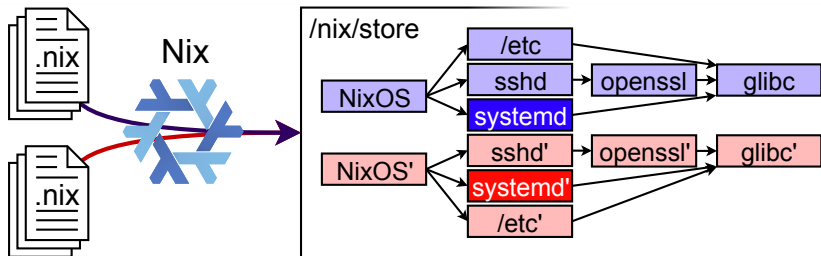 .nix
Nix
.nix
/nix/store
NixOS
/etc
sshd
systemd
openssl
glibc
NixOS'
sshd'
systemd'
/etc'
openssl'
glibc'